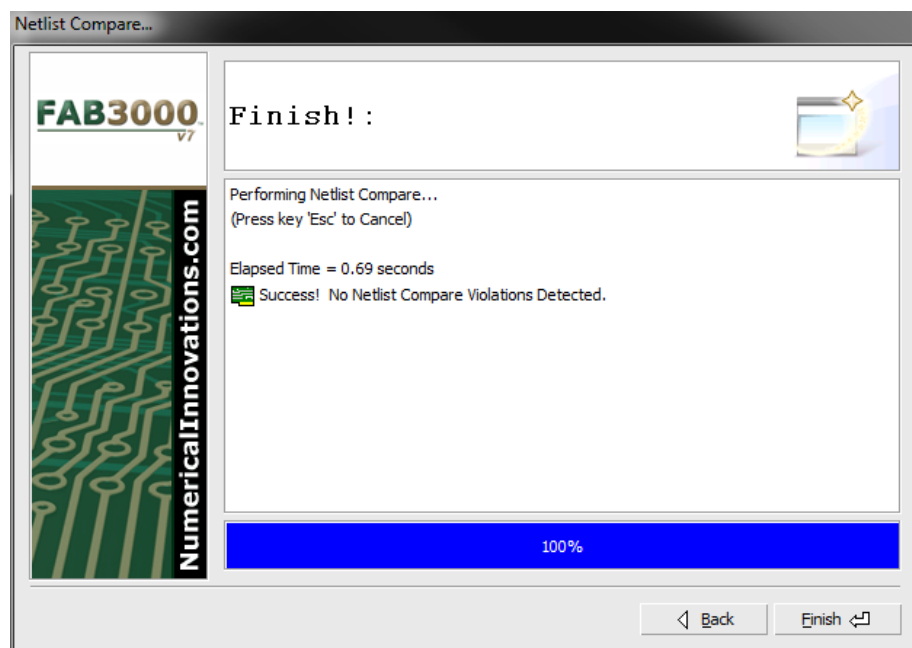 Netlist Compare...
FAB3000
v7
NumericalInnovations.com
Finish!:
Performing Netlist Compare...
(Press key 'Esc' to Cancel)
Elapsed Time = 0.69 seconds
Success! No Netlist Compare Violations Detected.
100%
Back
Finish